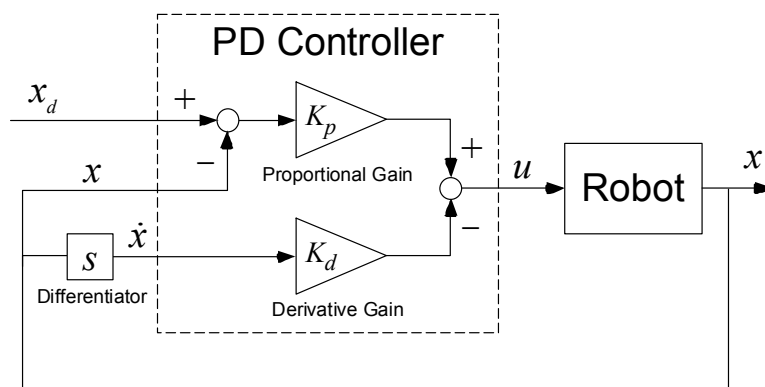 PD Controller
x_d
+
K_p
−
Proportional Gain
+
x
u
Robot
x
ẋ
−
s
K_d
Differentiator
Derivative Gain